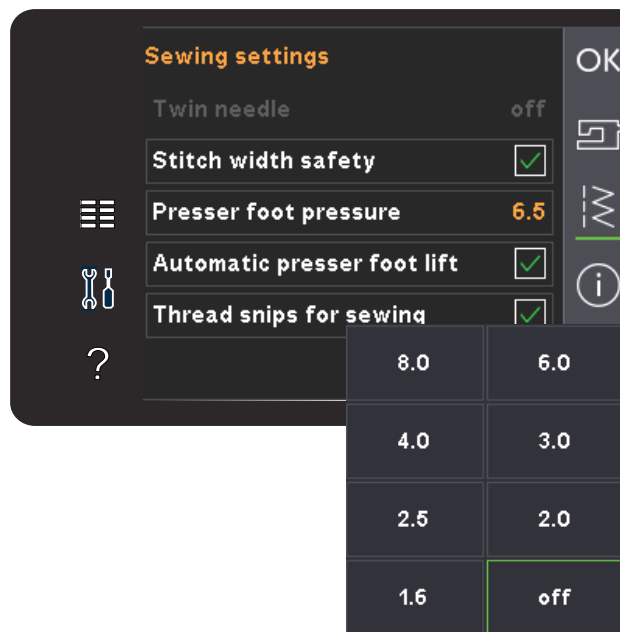 Sewing settings
OK
Twin needle off
Stitch width safety
Presser foot pressure 6.5
Automatic presser foot lift
Thread snips for sewing
?
8.0 6.0
4.0 3.0
2.5 2.0
1.6 off